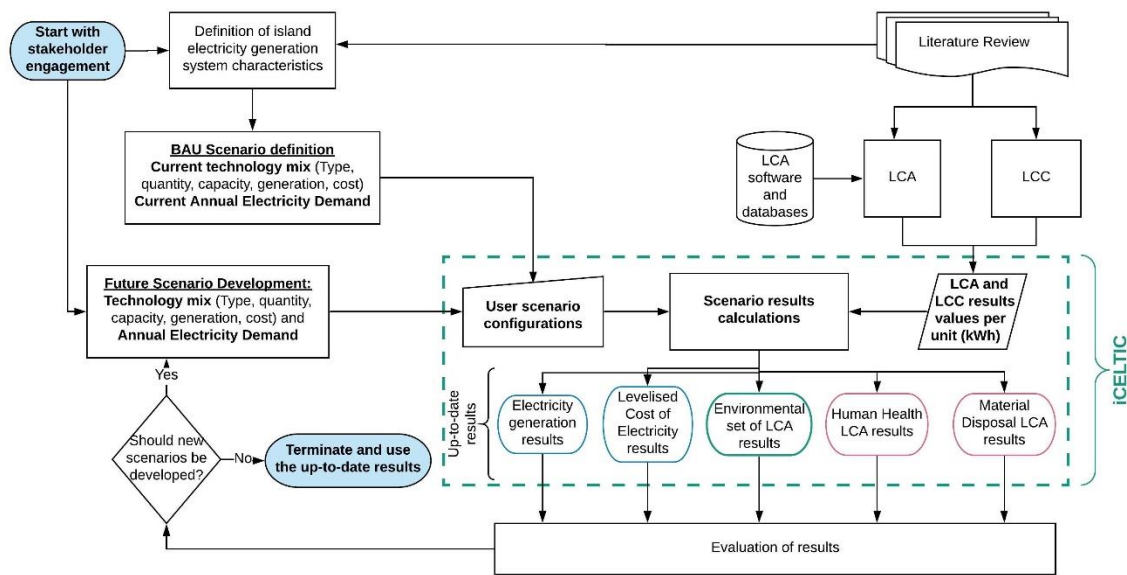 Start with
stakeholder
engagement
Definition of island
electricity generation
system characteristics
Literature Review
BAU Scenario definition
Current technology mix (Type,
quantity, capacity, generation, cost)
Current Annual Electricity Demand
LCA
software
and
databases
LCA
LCC
Future Scenario Development:
Technology mix (Type, quantity,
capacity, generation, cost) and
Annual Electricity Demand
User scenario
configurations
Scenario results
calculations
LCA and
LCC results
values per
unit (kWh)
iCELTIC
Yes
Up-to-date
results
Electricity
generation
results
Levelised
Cost of
Electricity
results
Environmental
set of LCA
results
Human Health
LCA results
Material
Disposal LCA
results
Should new
scenarios be
developed?
No
Terminate and use
the up-to-date results
Evaluation of results